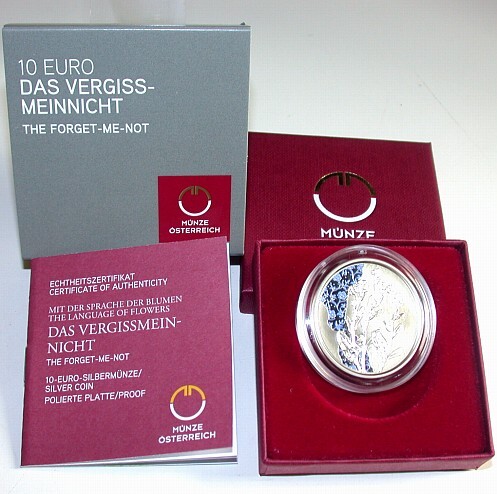 10 EURO
DAS VERGISS-
MEINNICHT
THE FORGET-ME-NOT
MÜNZE
ÖSTERREICH
MÜNZE
ECHTHEITSZERTIFIKAT
CERTIFICATE OF AUTHENTICITY
MIT DER SPRACHE DER BLUMEN
THE LANGUAGE OF FLOWERS
DAS VERGISSMEIN-
NICHT
THE FORGET-ME-NOT
10-EURO-SILBERMÜNZE/
SILVER COIN
POLIERTE PLATTE/PROOF
MÜNZE
ÖSTERREICH